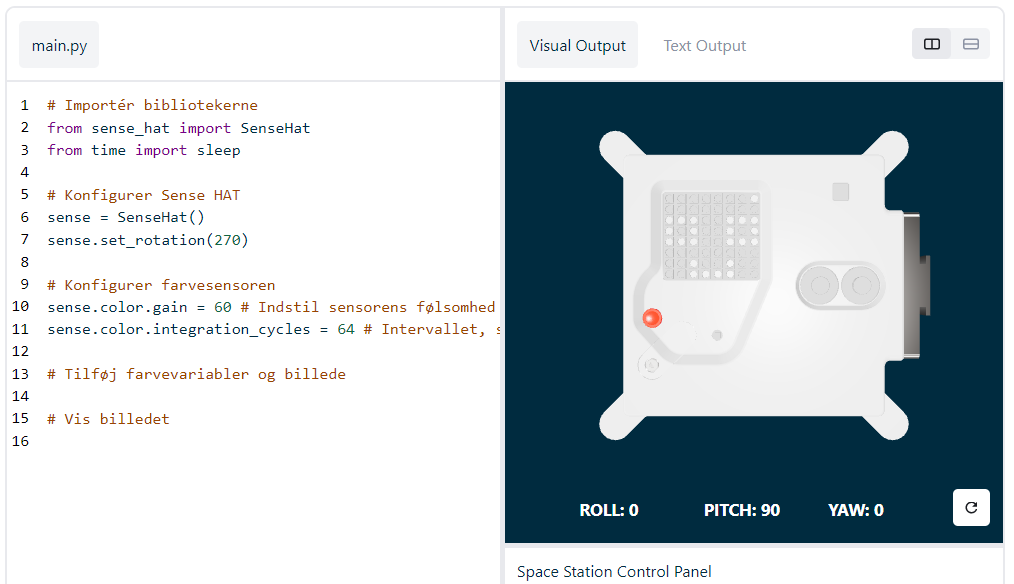 main.py
Visual Output
Text Output
1 # Importér bibliotekerne
2 from sense_hat import SenseHat
3 from time import sleep
4
5 # Konfigurer Sense HAT
6 sense = SenseHat()
7 sense.set_rotation(270)
8
9 # Konfigurer farvesensoren
10 sense.color.gain = 60 # Indstil sensorens følsomhed
11 sense.color.integration_cycles = 64 # Intervallet,
12
13 # Tilføj farvevariabler og billede
14
15 # Vis billedet
16
ROLL: 0
PITCH: 90
YAW: 0
Space Station Control Panel